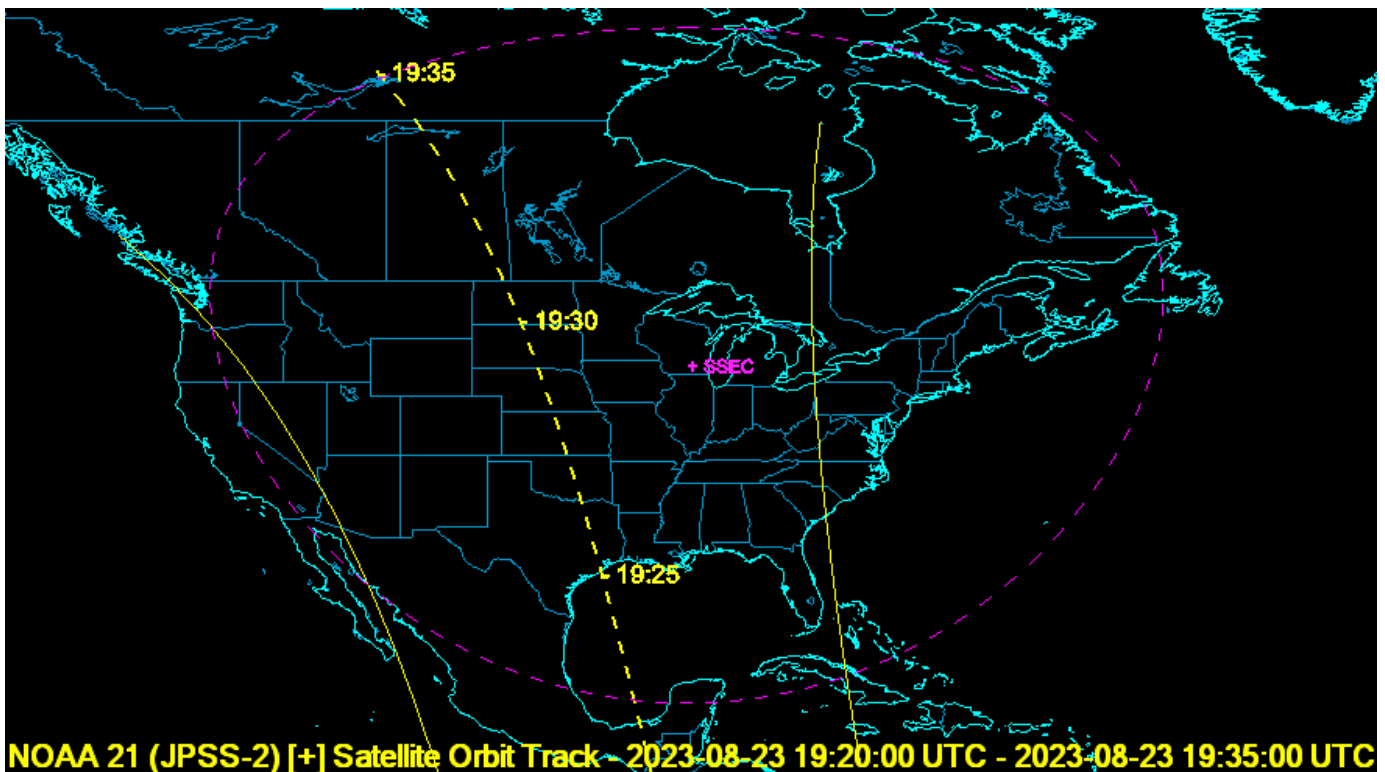 - 19:35
- 19:30
+ SSEC
- 19:25
NOAA 21 (JPSS-2) [+] Satellite Orbit Track - 2023-08-23 19:20:00 UTC - 2023-08-23 19:35:00 UTC